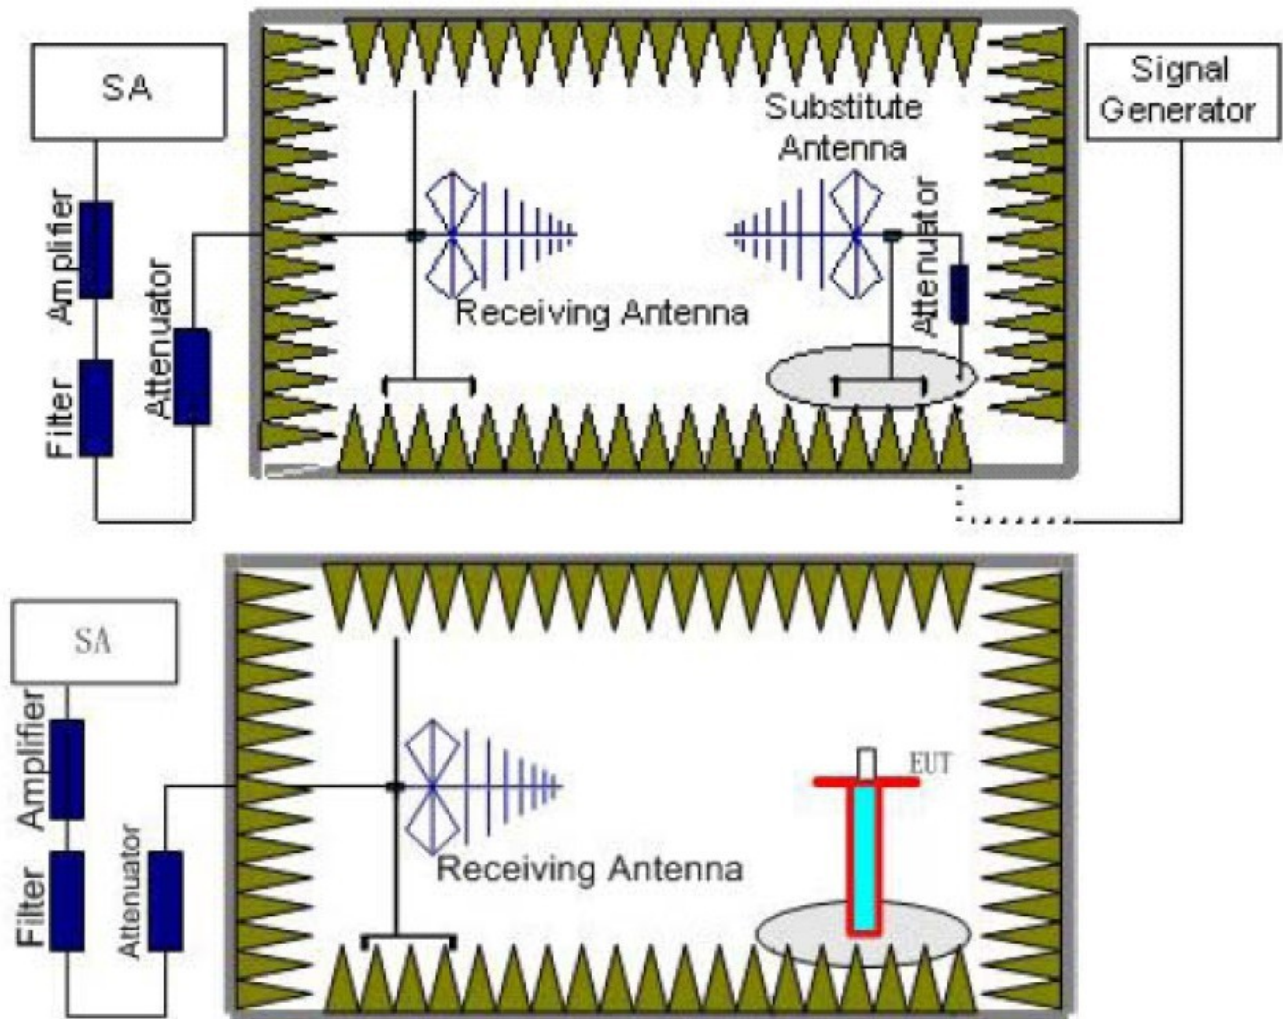 SA
Amplifier
Filter
Attenuator
Receiving Antenna
Substitute
Antenna
Attenuator
Signal
Generator
SA
Amplifier
Filter
Attenuator
Receiving Antenna
EUT